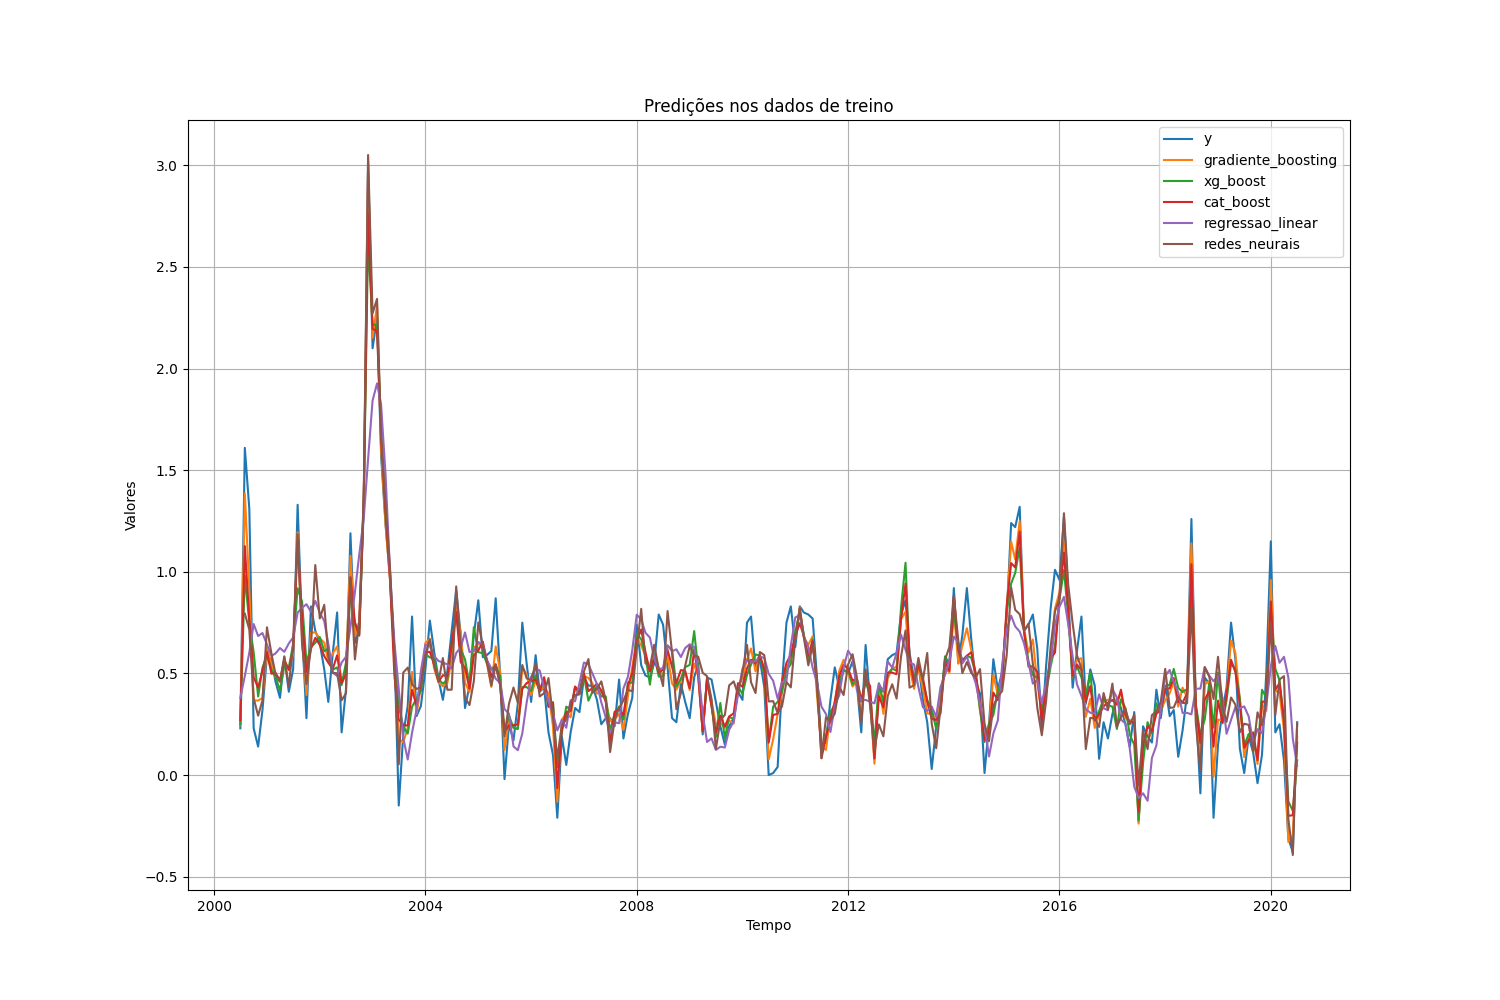 Predições nos dados de treino
y
gradiente_boosting
xg_boost
cat_boost
regressao_linear
redes_neurais
Valores
3.0
2.5
2.0
1.5
1.0
0.5
0.0
−0.5
2000 2004 2008 2012 2016 2020
Tempo